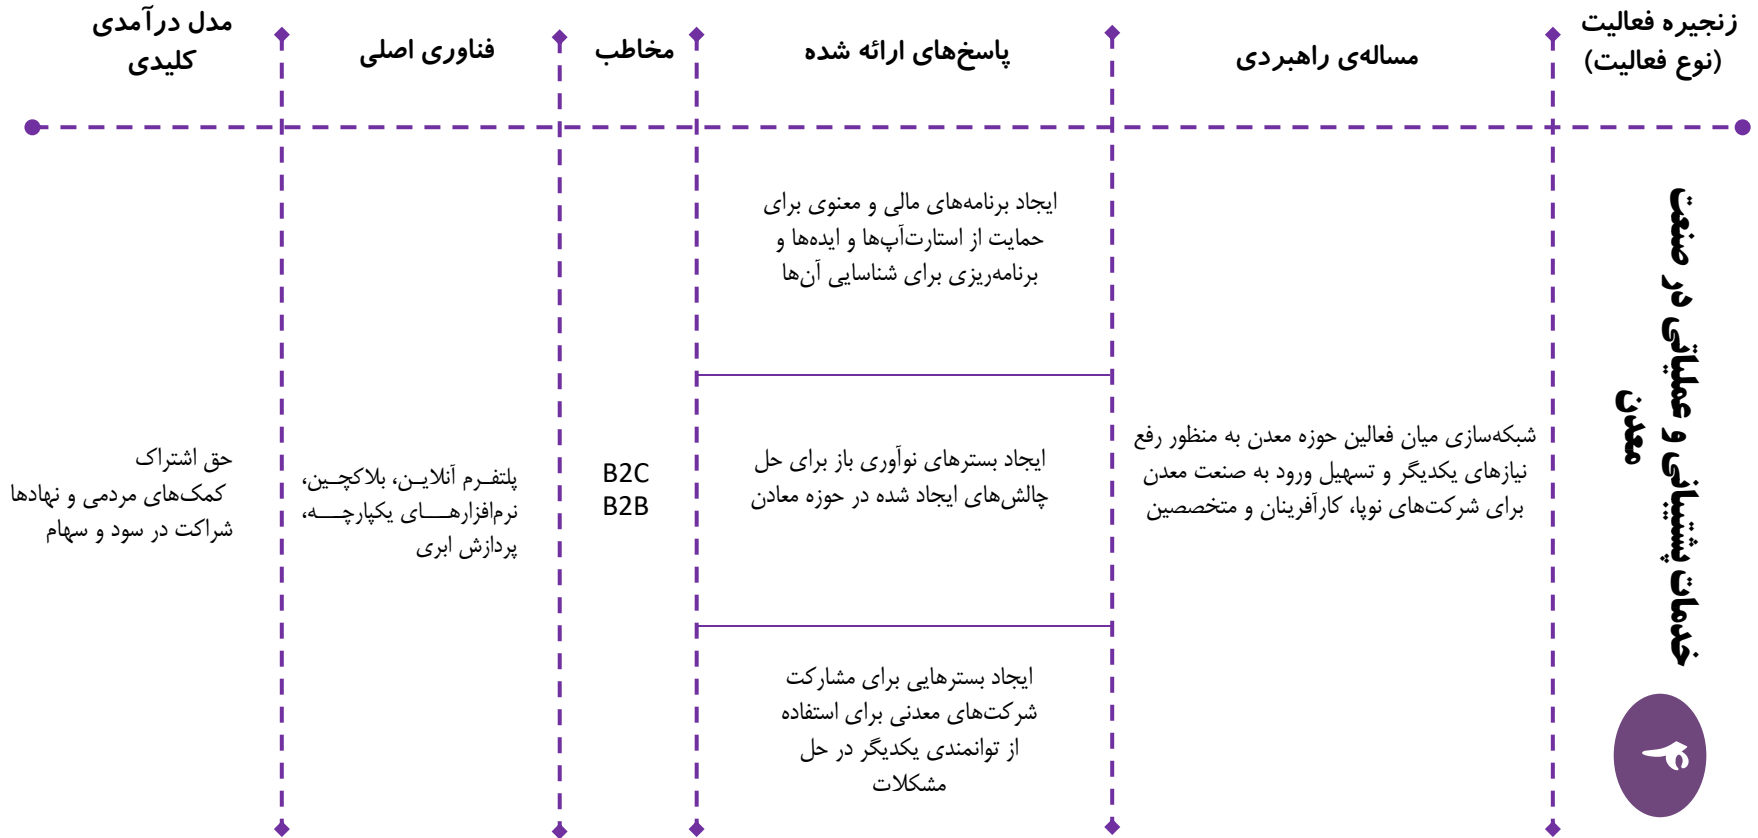 زنجیره فعالیت
(نوع فعالیت)
مساله‌ی راهبردی
پاسخ‌های ارائه شده
مخاطب
فناوری اصلی
مدل درآمدی
کلیدی
خدمات پشتیبانی و عملیاتی در صنعت
معدن
۴
شبکه‌سازی میان فعالین حوزه معدن به منظور رفع
نیازهای یکدیگر و تسهیل ورود به صنعت معدن
برای شرکت‌های نوپا، کارآفرینان و متخصصین
ایجاد برنامه‌های مالی و معنوی برای
حمایت از استارت‌آپ‌ها و ایده‌ها و
برنامه‌ریزی برای شناسایی آن‌ها
ایجاد بسترهای نوآوری باز برای حل
چالش‌های ایجاد شده در حوزه معادن
ایجاد بسترهایی برای مشارکت
شرکت‌های معدنی برای استفاده
از توانمندی یکدیگر در حل
مشکلات
B2C
B2B
پلتفرم آنلاین، بلاکچین،
نرم‌افزارهای یکپارچه،
پردازش ابری
حق اشتراک
کمک‌های مردمی و نهادها
شراکت در سود و سهام